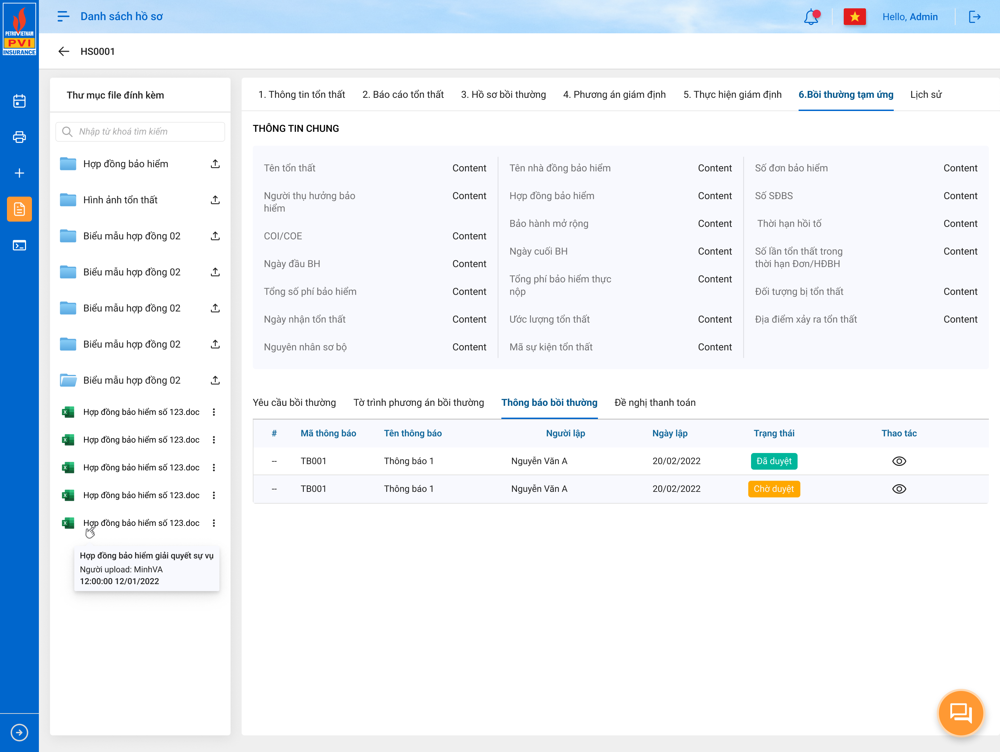 PETROVIETNAM
PVI
INSURANCE
Danh sách hồ sơ
Hello, Admin
HS0001
Thư mục file đính kèm
Nhập từ khoá tìm kiếm
Hợp đồng bảo hiểm
Hình ảnh tổn thất
Biểu mẫu hợp đồng 02
Biểu mẫu hợp đồng 02
Biểu mẫu hợp đồng 02
Biểu mẫu hợp đồng 02
Biểu mẫu hợp đồng 02
Hợp đồng bảo hiểm số 123.doc
Hợp đồng bảo hiểm số 123.doc
Hợp đồng bảo hiểm số 123.doc
Hợp đồng bảo hiểm số 123.doc
Hợp đồng bảo hiểm số 123.doc
Hợp đồng bảo hiểm giải quyết sự vụ
Người upload: MinhVA
12:00:00 12/01/2022
1. Thông tin tổn thất 2. Báo cáo tổn thất 3. Hồ sơ bồi thường 4. Phương án giám định 5. Thực hiện giám định 6.Bồi thường tạm ứng Lịch sử
THÔNG TIN CHUNG
Tên tổn thất Content
Người thụ hưởng bảo Content
hiểm
COI/COE Content
Ngày đầu BH Content
Tổng số phí bảo hiểm Content
Ngày nhận tổn thất Content
Nguyên nhân sơ bộ Content
Tên nhà đồng bảo hiểm Content
Hợp đồng bảo hiểm Content
Bảo hành mở rộng Content
Ngày cuối BH Content
Tổng phí bảo hiểm thực Content
nộp
Ước lượng tổn thất Content
Mã sự kiện tổn thất Content
Số đơn bảo hiểm Content
Số SĐBS Content
Thời hạn hồi tố Content
Số lần tổn thất trong Content
thời hạn Đơn/HĐBH
Đối tượng bị tổn thất Content
Địa điểm xảy ra tổn thất Content
Yêu cầu bồi thường Tờ trình phương án bồi thường Thông báo bồi thường Đề nghị thanh toán
# Mã thông báo Tên thông báo Người lập Ngày lập Trạng thái Thao tác
-- TB001 Thông báo 1 Nguyễn Văn A 20/02/2022 Đã duyệt
-- TB001 Thông báo 1 Nguyễn Văn A 20/02/2022 Chờ duyệt